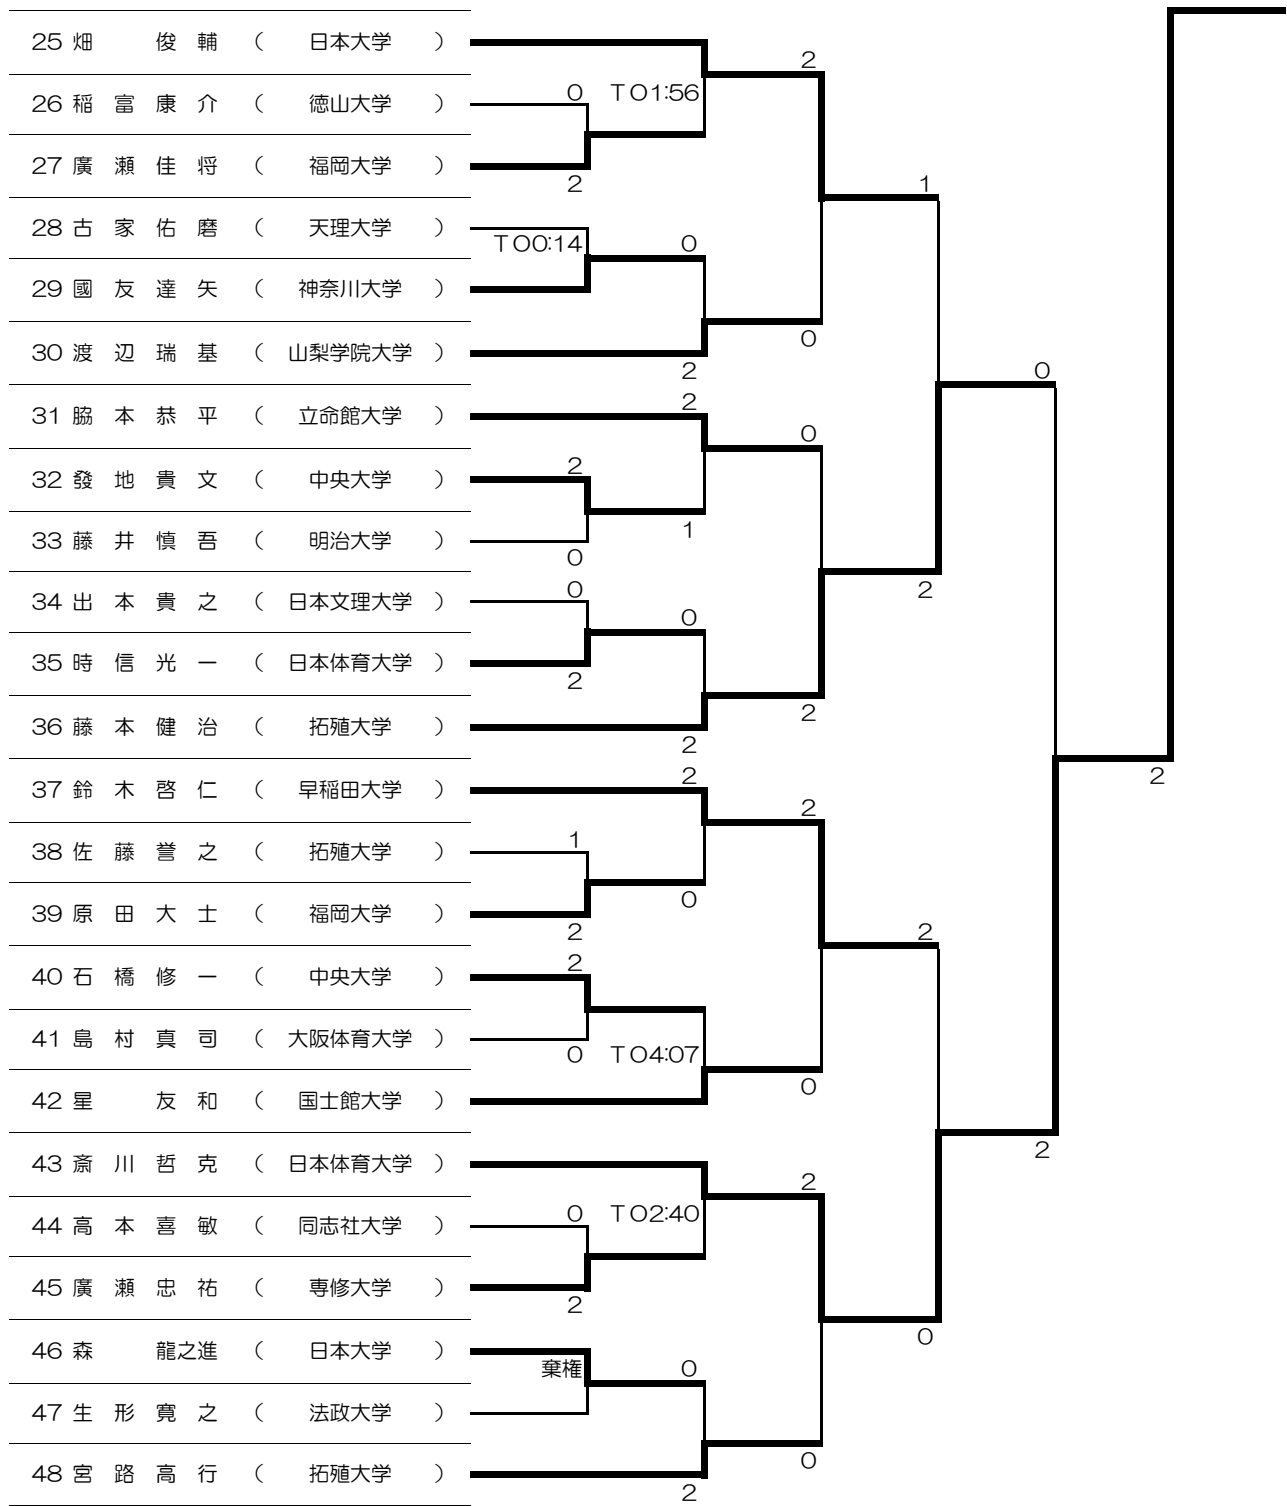 25 畑 俊 輔 ( 日本大学 )
2
26 稲 富 康 介 ( 徳山大学 ) 0 TO1:56
27 廣 瀬 佳 将 ( 福岡大学 )
2 1
28 古 家 佑 磨 ( 天理大学 )
TO0:14 0
29 國 友 達 矢 ( 神奈川大学 )
0
30 渡 辺 瑞 基 ( 山梨学院大学 )
2 0
2
31 脇 本 恭 平 ( 立命館大学 )
0
32 發 地 貴 文 ( 中央大学 ) 2
1
33 藤 井 慎 吾 ( 明治大学 )
0
0 2
34 出 本 貴 之 ( 日本文理大学 )
0
35 時 信 光 一 ( 日本体育大学 )
2
2
36 藤 本 健 治 ( 拓殖大学 )
2
2 2
37 鈴 木 啓 仁 ( 早稲田大学 )
2
38 佐 藤 誉 之 ( 拓殖大学 ) 1
0
39 原 田 大 士 ( 福岡大学 )
2 2
2
40 石 橋 修 一 ( 中央大学 )
41 島 村 真 司 ( 大阪体育大学 )
0 TO4:07
0
42 星 友 和 ( 国士館大学 )
2
43 斎 川 哲 克 ( 日本体育大学 )
2
44 高 本 喜 敏 ( 同志社大学 ) 0 TO2:40
45 廣 瀬 忠 祐 ( 専修大学 )
2
0
46 森 龍之進 ( 日本大学 )
棄権 0
47 生 形 寛 之 ( 法政大学 )
0
48 宮 路 高 行 ( 拓殖大学 )
2